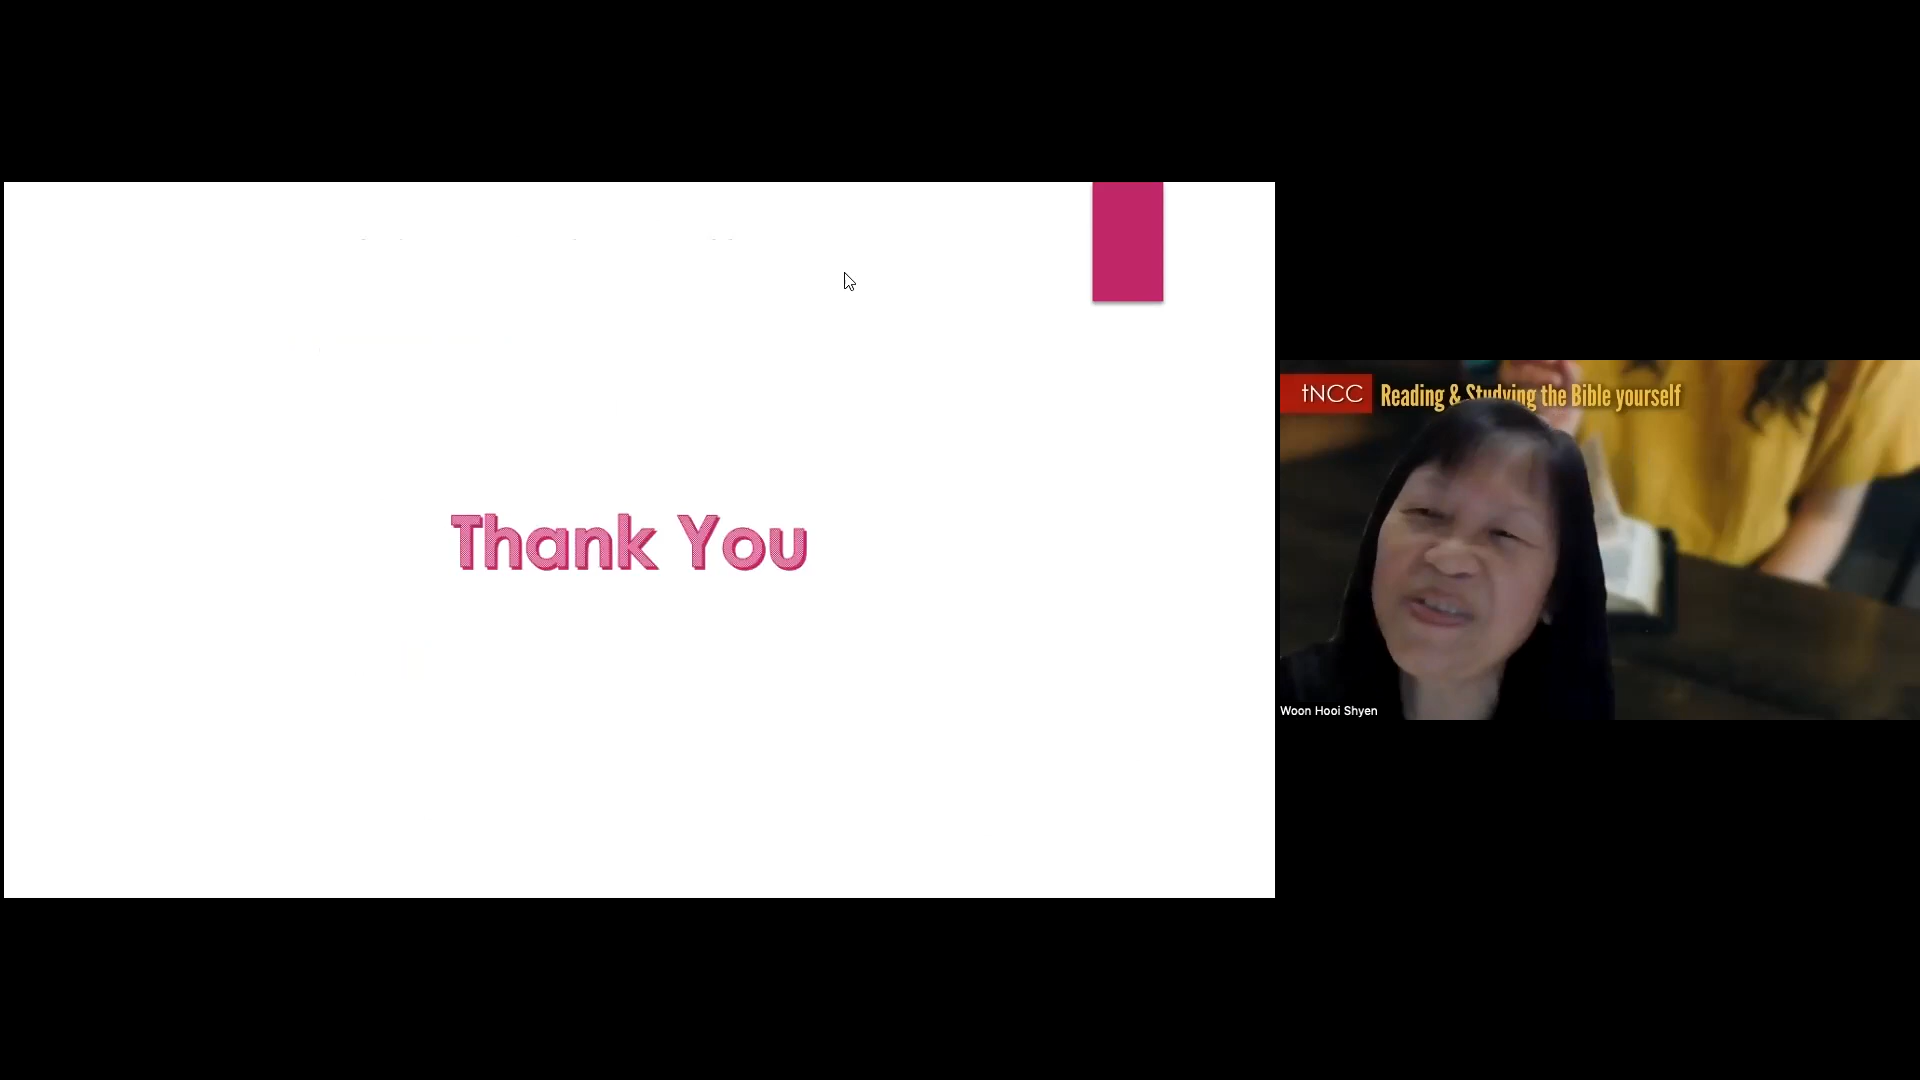 Thank You
tNCC
Reading & Studying the Bible yourself
Woon Hooi Shyen